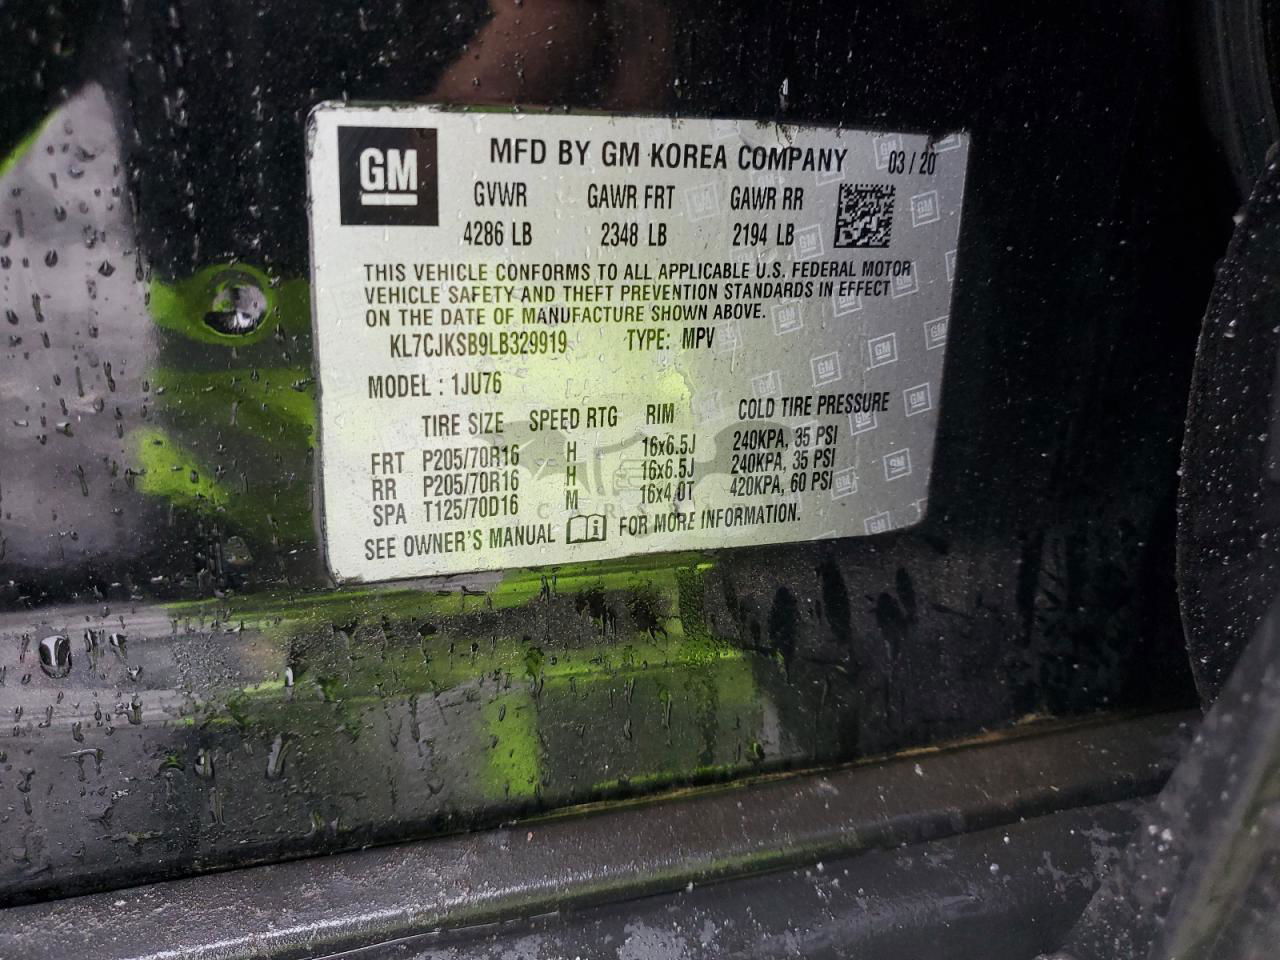 GM
MFD BY GM KOREA COMPANY 03 / 20
GVWR GAWR FRT GAWR RR
4286 LB 2348 LB 2194 LB
THIS VEHICLE CONFORMS TO ALL APPLICABLE U.S. FEDERAL MOTOR
VEHICLE SAFETY AND THEFT PREVENTION STANDARDS IN EFFECT
ON THE DATE OF MANUFACTURE SHOWN ABOVE.
KL7CJKSB9LB329919 TYPE: MPV
MODEL : 1JU76
TIRE SIZE SPEED RTG RIM COLD TIRE PRESSURE
FRT P205/70R16 H 16x6.5J 240KPA, 35 PSI
RR P205/70R16 H 16x6.5J 240KPA, 35 PSI
SPA T125/70D16 M 16x4.0T 420KPA, 60 PSI
SEE OWNER'S MANUAL FOR MORE INFORMATION.